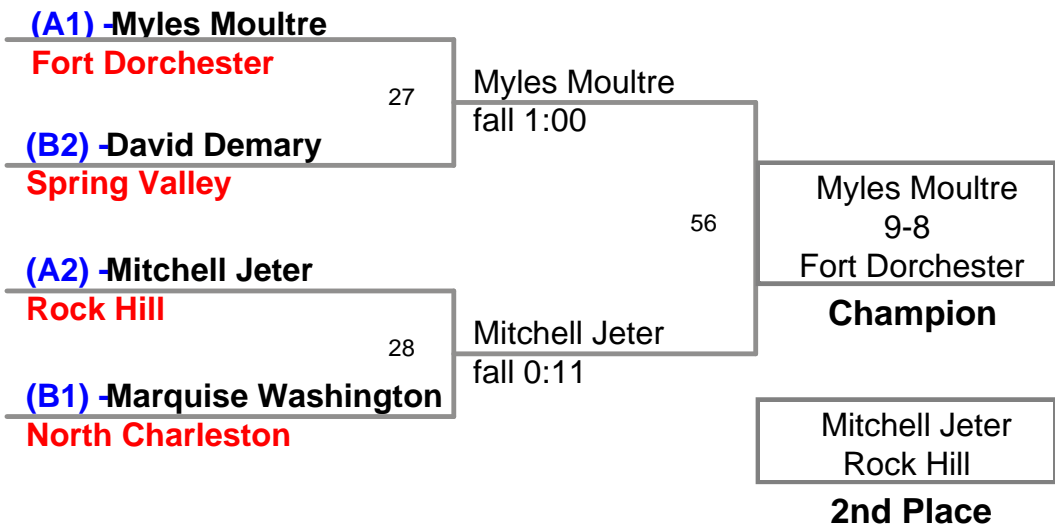 (A1) -Myles Moultre
Fort Dorchester
27
(B2) -David Demary
Spring Valley
Myles Moultre
fall 1:00
(A2) -Mitchell Jeter
Rock Hill
28
(B1) -Marquise Washington
North Charleston
Mitchell Jeter
fall 0:11
56
Myles Moultre
9-8
Fort Dorchester
Champion
Mitchell Jeter
Rock Hill
2nd Place